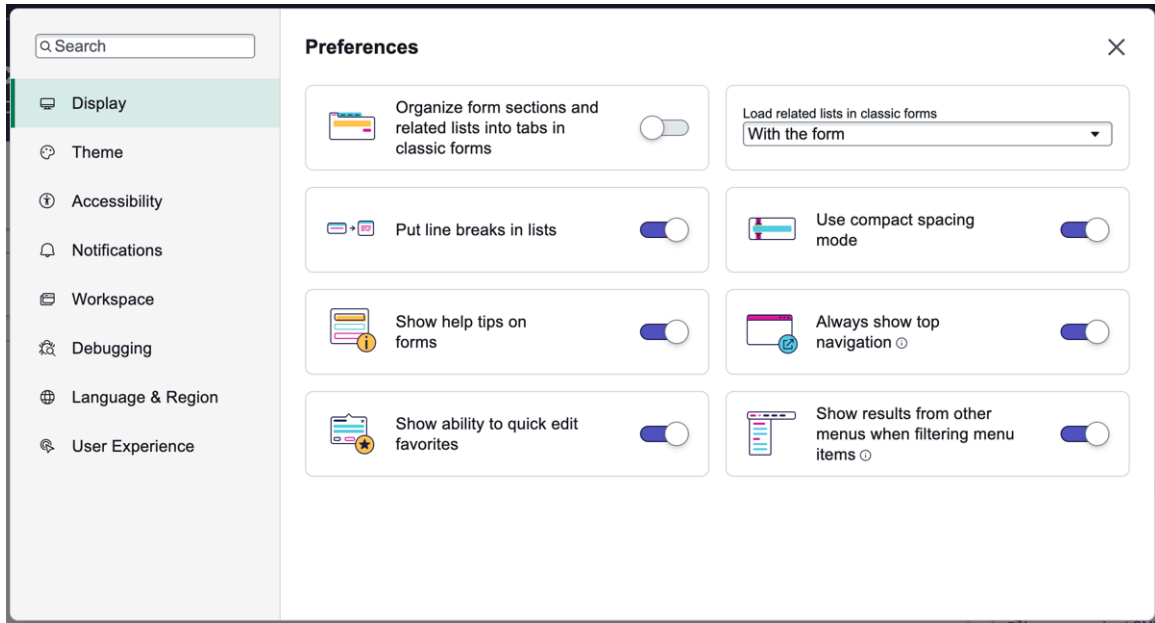 Search
Display
Theme
Accessibility
Notifications
Workspace
Debugging
Language & Region
User Experience
Preferences
Organize form sections and
related lists into tabs in
classic forms
Load related lists in classic forms
With the form
Put line breaks in lists
Use compact spacing
mode
Show help tips on
forms
Always show top
navigation
Show ability to quick edit
favorites
Show results from other
menus when filtering menu
items